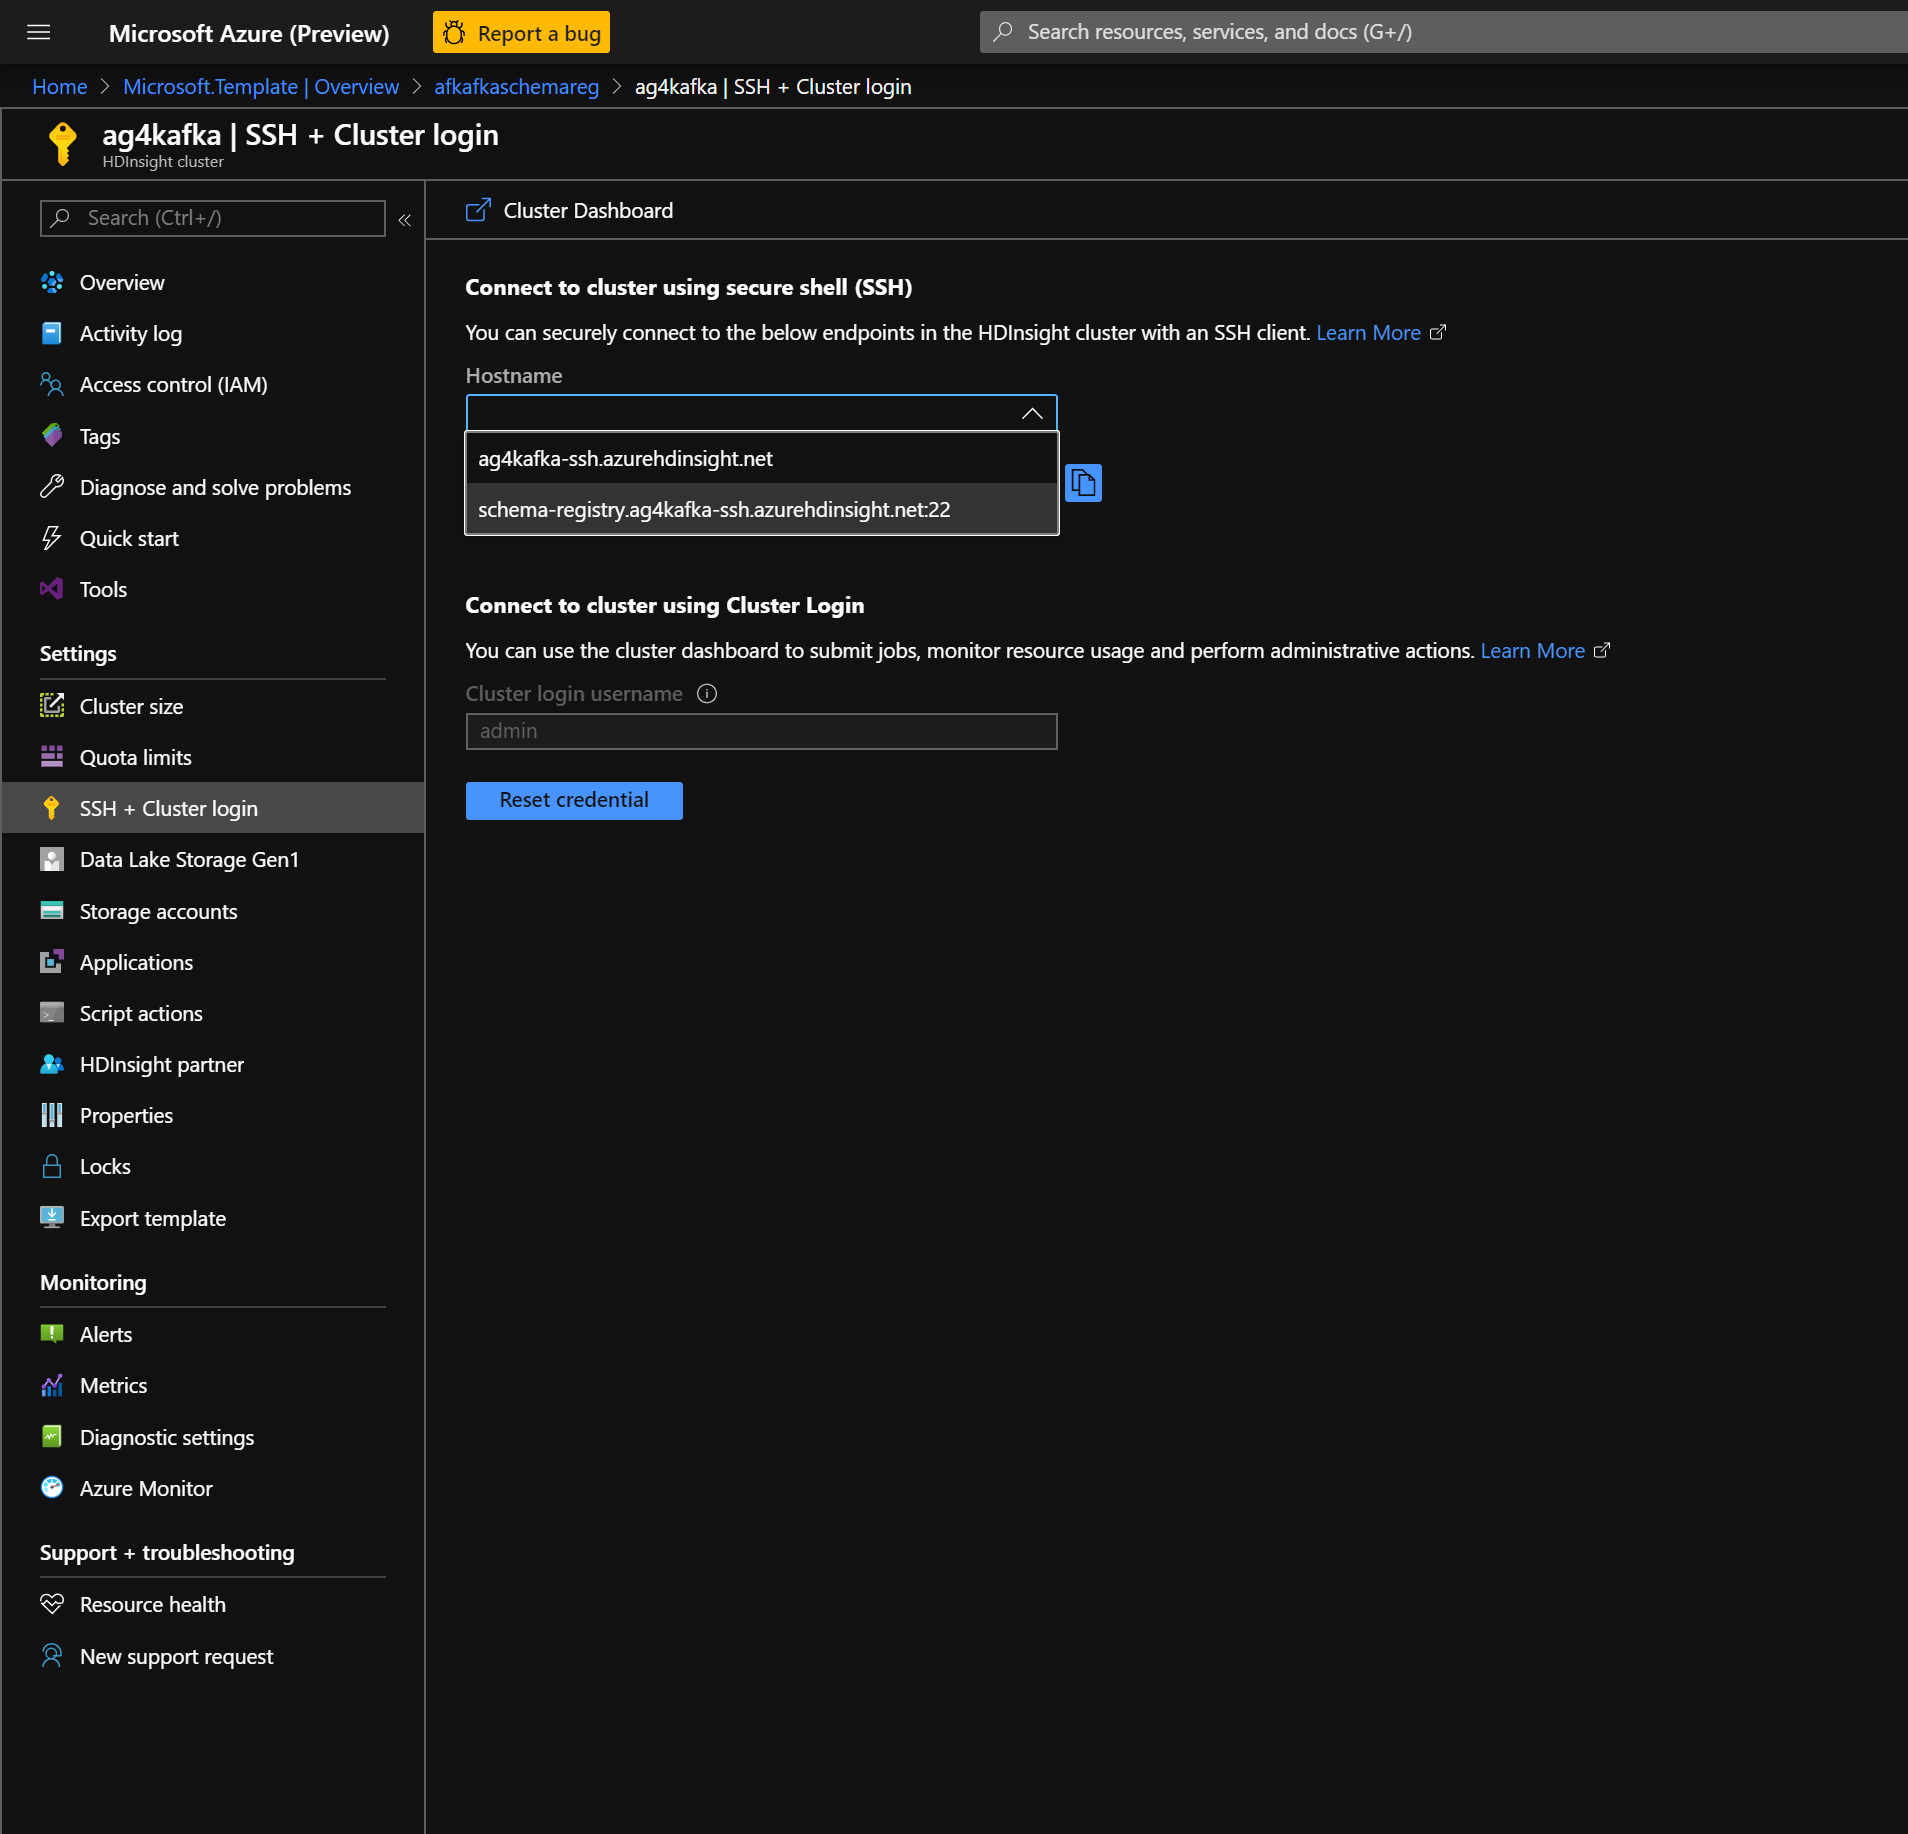 Microsoft Azure (Preview)
Report a bug
Search resources, services, and docs (G+/)
Home > Microsoft.Template | Overview > afkafkaschemareg > ag4kafka | SSH + Cluster login
ag4kafka | SSH + Cluster login
HDInsight cluster
Search (Ctrl+/)
«
Overview
Activity log
Access control (IAM)
Tags
Diagnose and solve problems
Quick start
Tools
Settings
Cluster size
Quota limits
SSH + Cluster login
Data Lake Storage Gen1
Storage accounts
Applications
Script actions
HDInsight partner
Properties
Locks
Export template
Monitoring
Alerts
Metrics
Diagnostic settings
Azure Monitor
Support + troubleshooting
Resource health
New support request
Cluster Dashboard
Connect to cluster using secure shell (SSH)
You can securely connect to the below endpoints in the HDInsight cluster with an SSH client. Learn More
Hostname
ag4kafka-ssh.azurehdinsight.net
schema-registry.ag4kafka-ssh.azurehdinsight.net:22
Connect to cluster using Cluster Login
You can use the cluster dashboard to submit jobs, monitor resource usage and perform administrative actions. Learn More
Cluster login username
admin
Reset credential